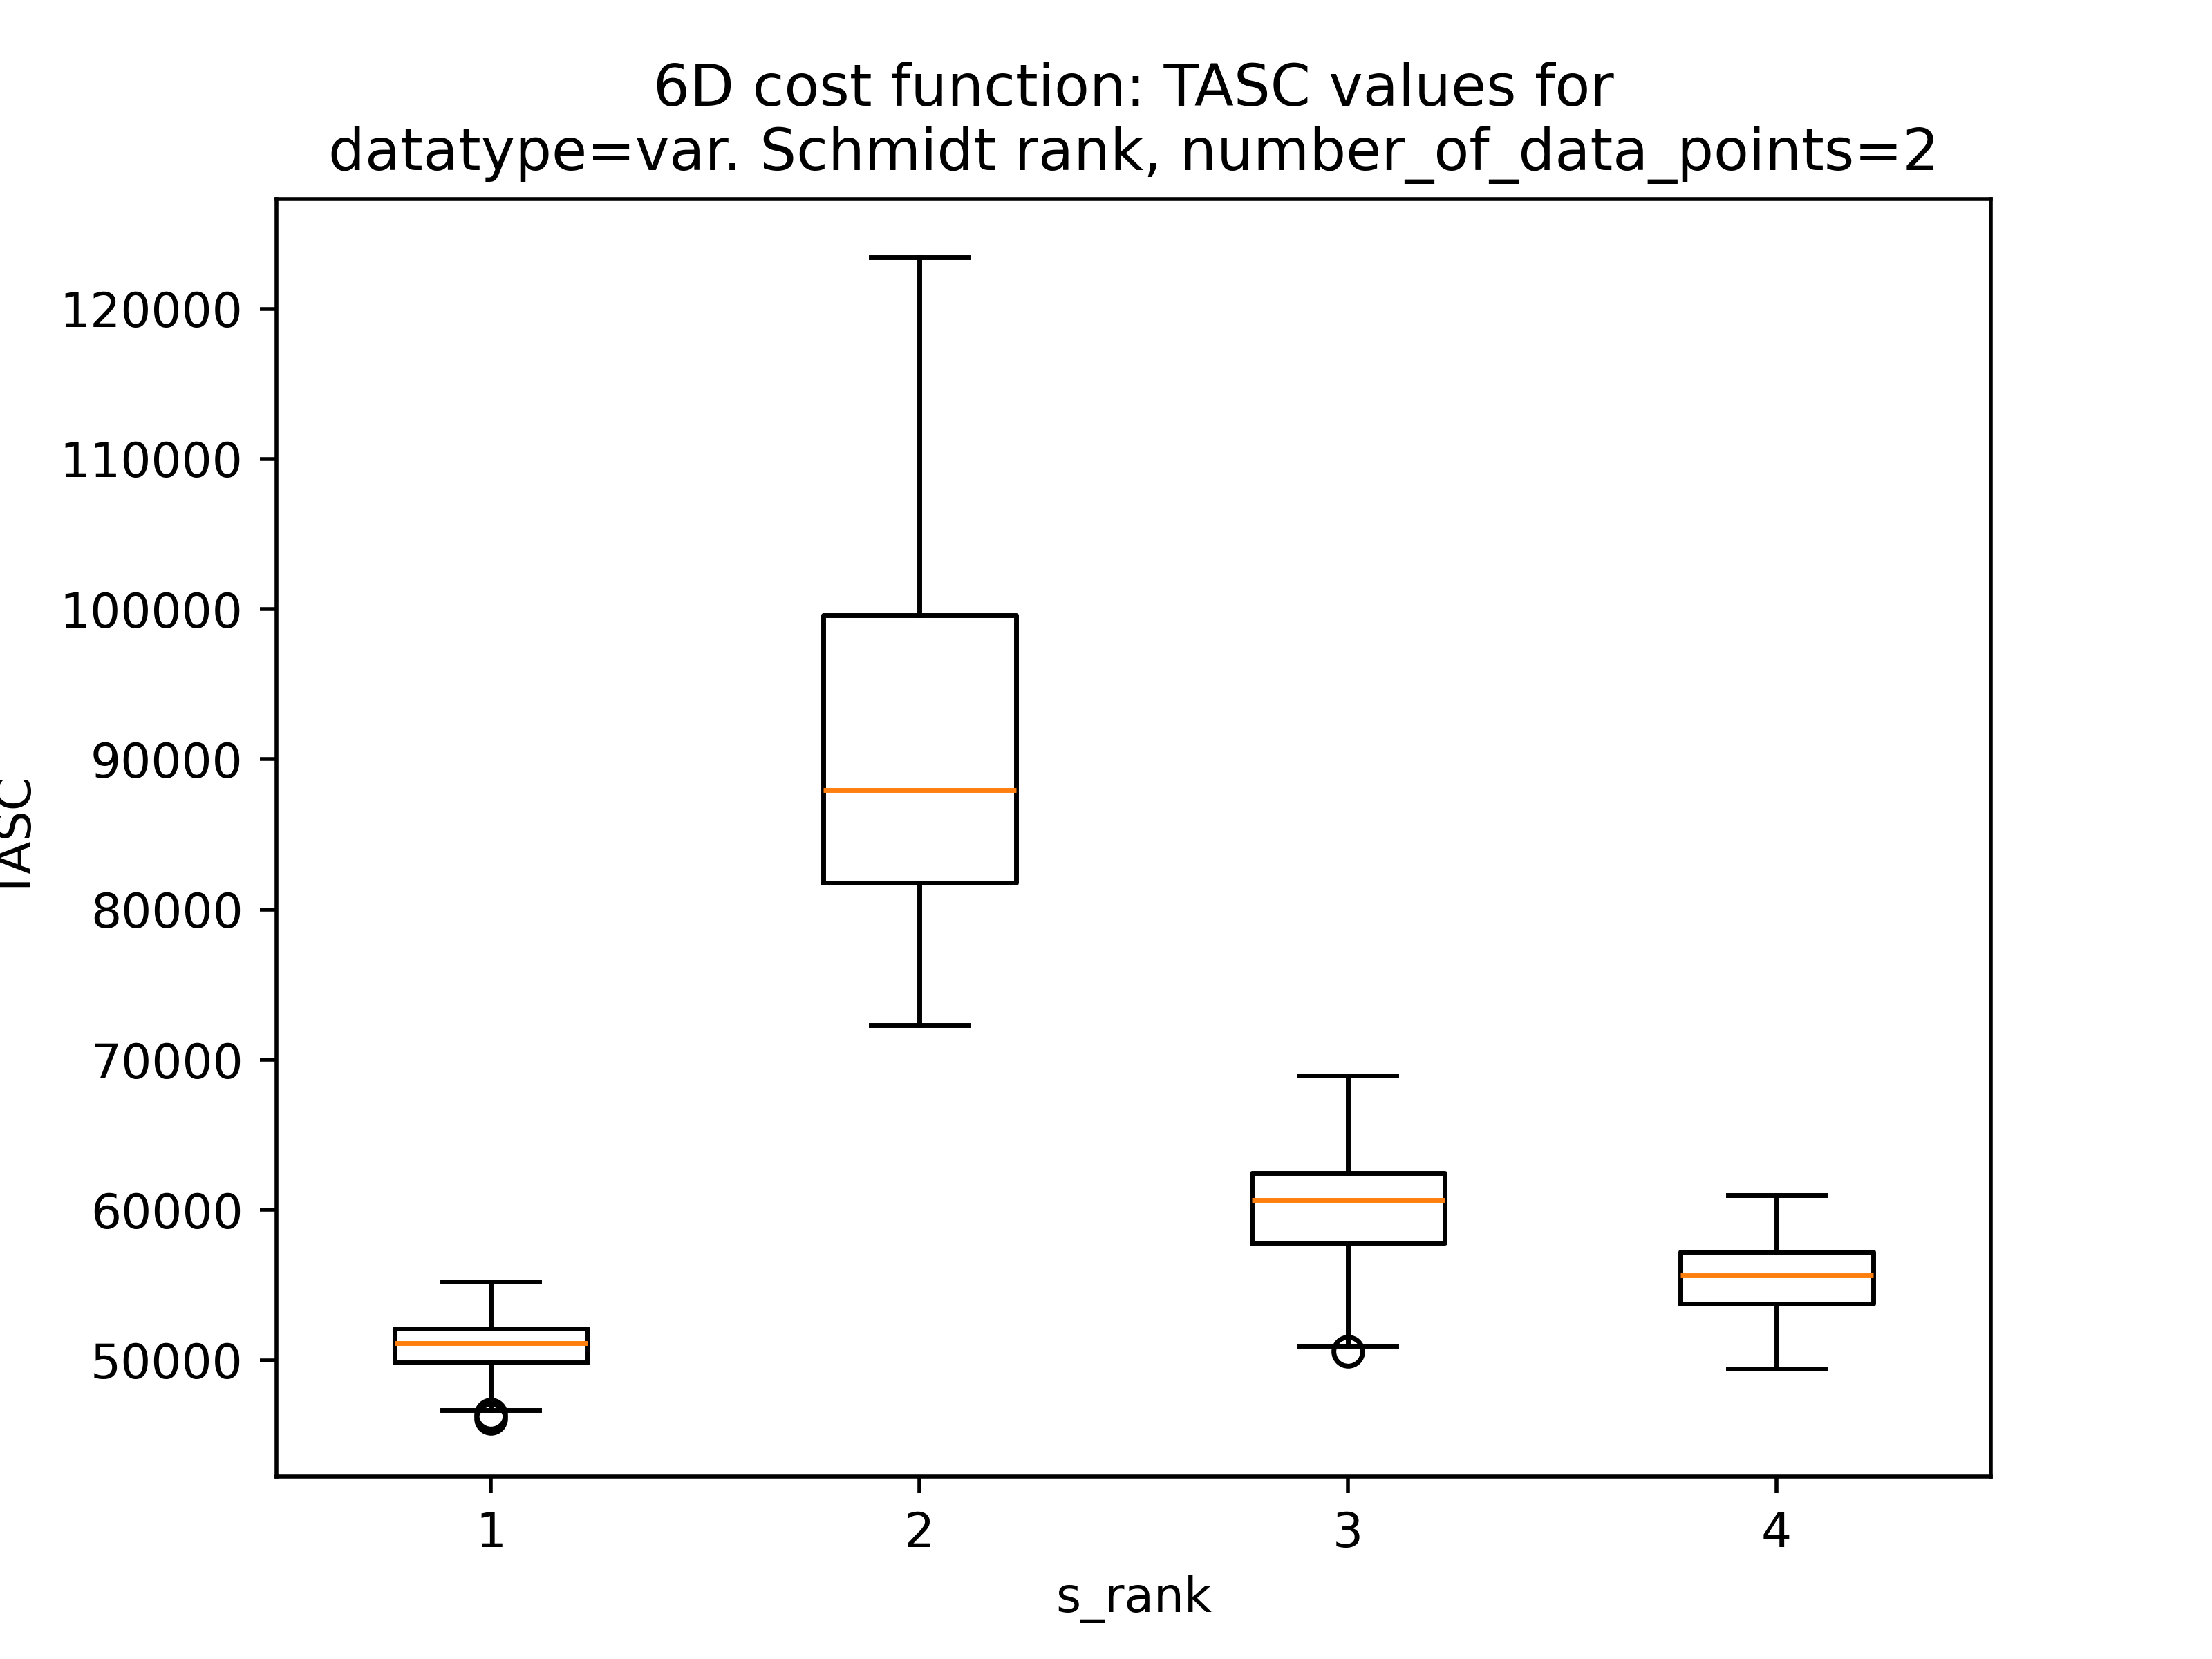 6D cost function: TASC values for
datatype=var. Schmidt rank, number_of_data_points=2
120000
110000
100000
90000
80000
70000
60000
50000
TASC
1 2 3 4
s_rank